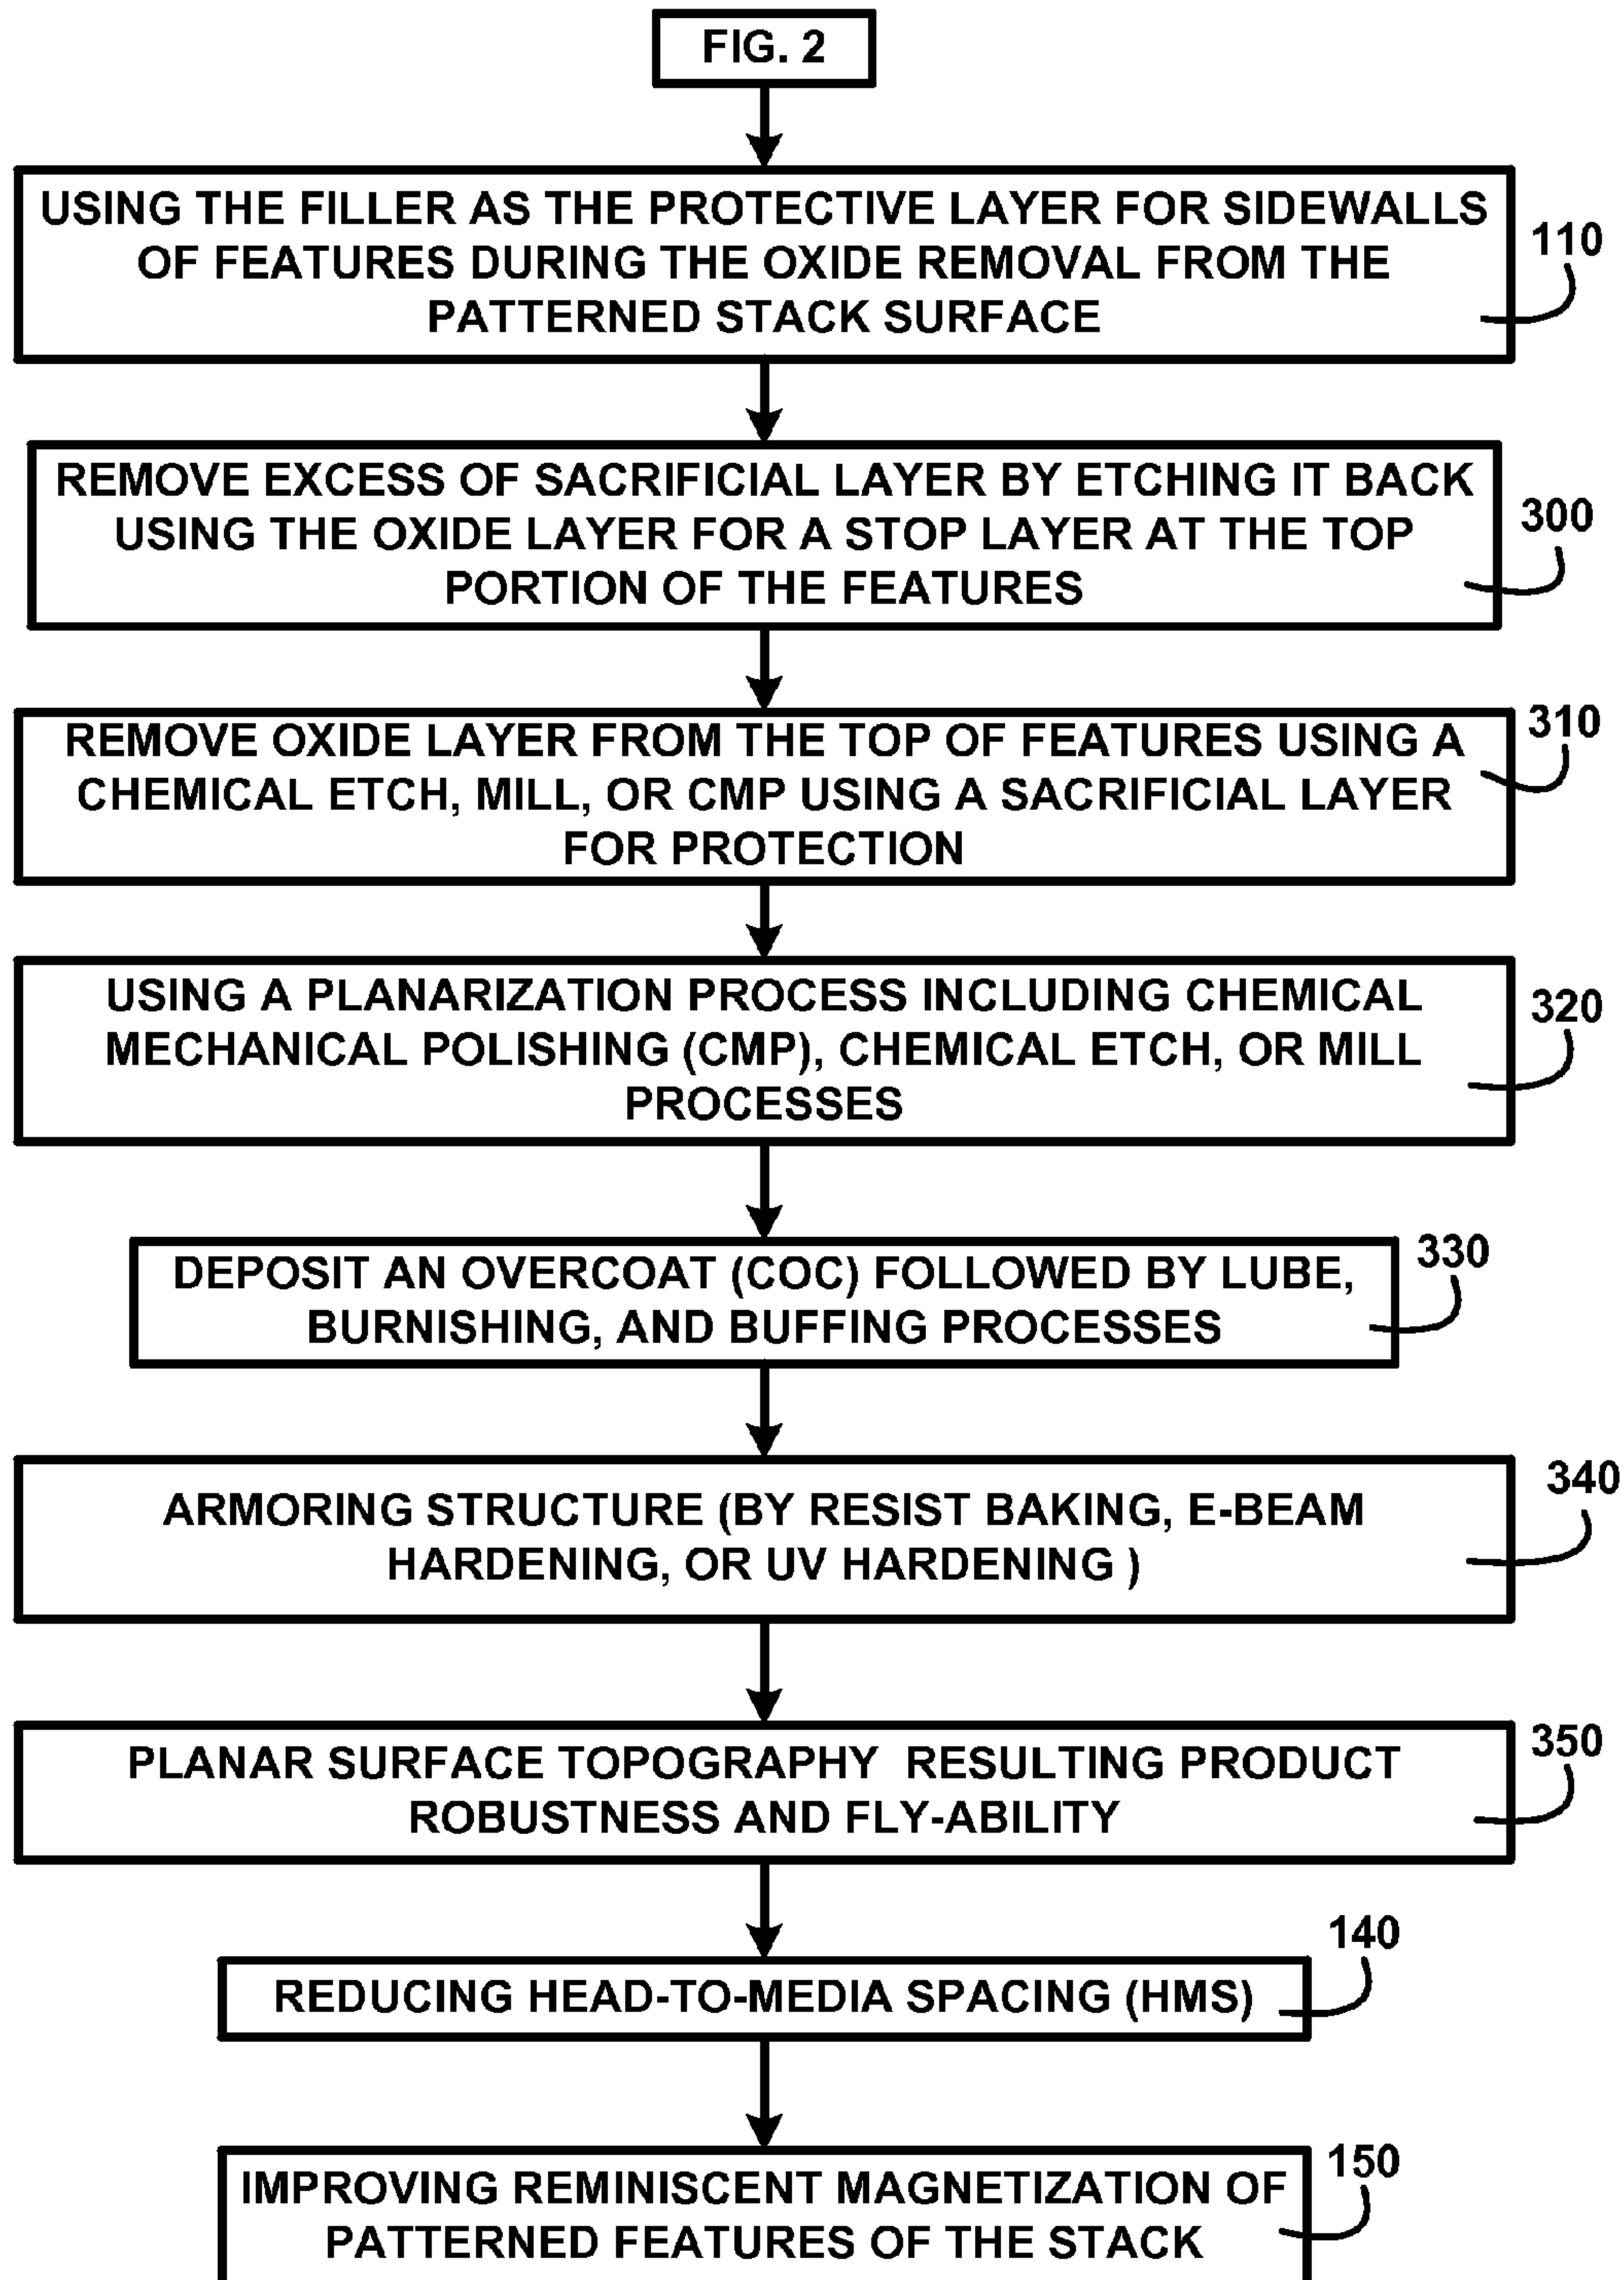 FIG. 2
USING THE FILLER AS THE PROTECTIVE LAYER FOR SIDEWALLS
OF FEATURES DURING THE OXIDE REMOVAL FROM THE
PATTERNED STACK SURFACE
110
REMOVE EXCESS OF SACRIFICIAL LAYER BY ETCHING IT BACK
USING THE OXIDE LAYER FOR A STOP LAYER AT THE TOP
PORTION OF THE FEATURES
300
REMOVE OXIDE LAYER FROM THE TOP OF FEATURES USING A
CHEMICAL ETCH, MILL, OR CMP USING A SACRIFICIAL LAYER
FOR PROTECTION
310
USING A PLANARIZATION PROCESS INCLUDING CHEMICAL
MECHANICAL POLISHING (CMP), CHEMICAL ETCH, OR MILL
PROCESSES
320
DEPOSIT AN OVERCOAT (COC) FOLLOWED BY LUBE,
BURNISHING, AND BUFFING PROCESSES
330
ARMORING STRUCTURE (BY RESIST BAKING, E-BEAM
HARDENING, OR UV HARDENING )
340
PLANAR SURFACE TOPOGRAPHY RESULTING PRODUCT
ROBUSTNESS AND FLY-ABILITY
350
REDUCING HEAD-TO-MEDIA SPACING (HMS)
140
IMPROVING REMINISCENT MAGNETIZATION OF
PATTERNED FEATURES OF THE STACK
150